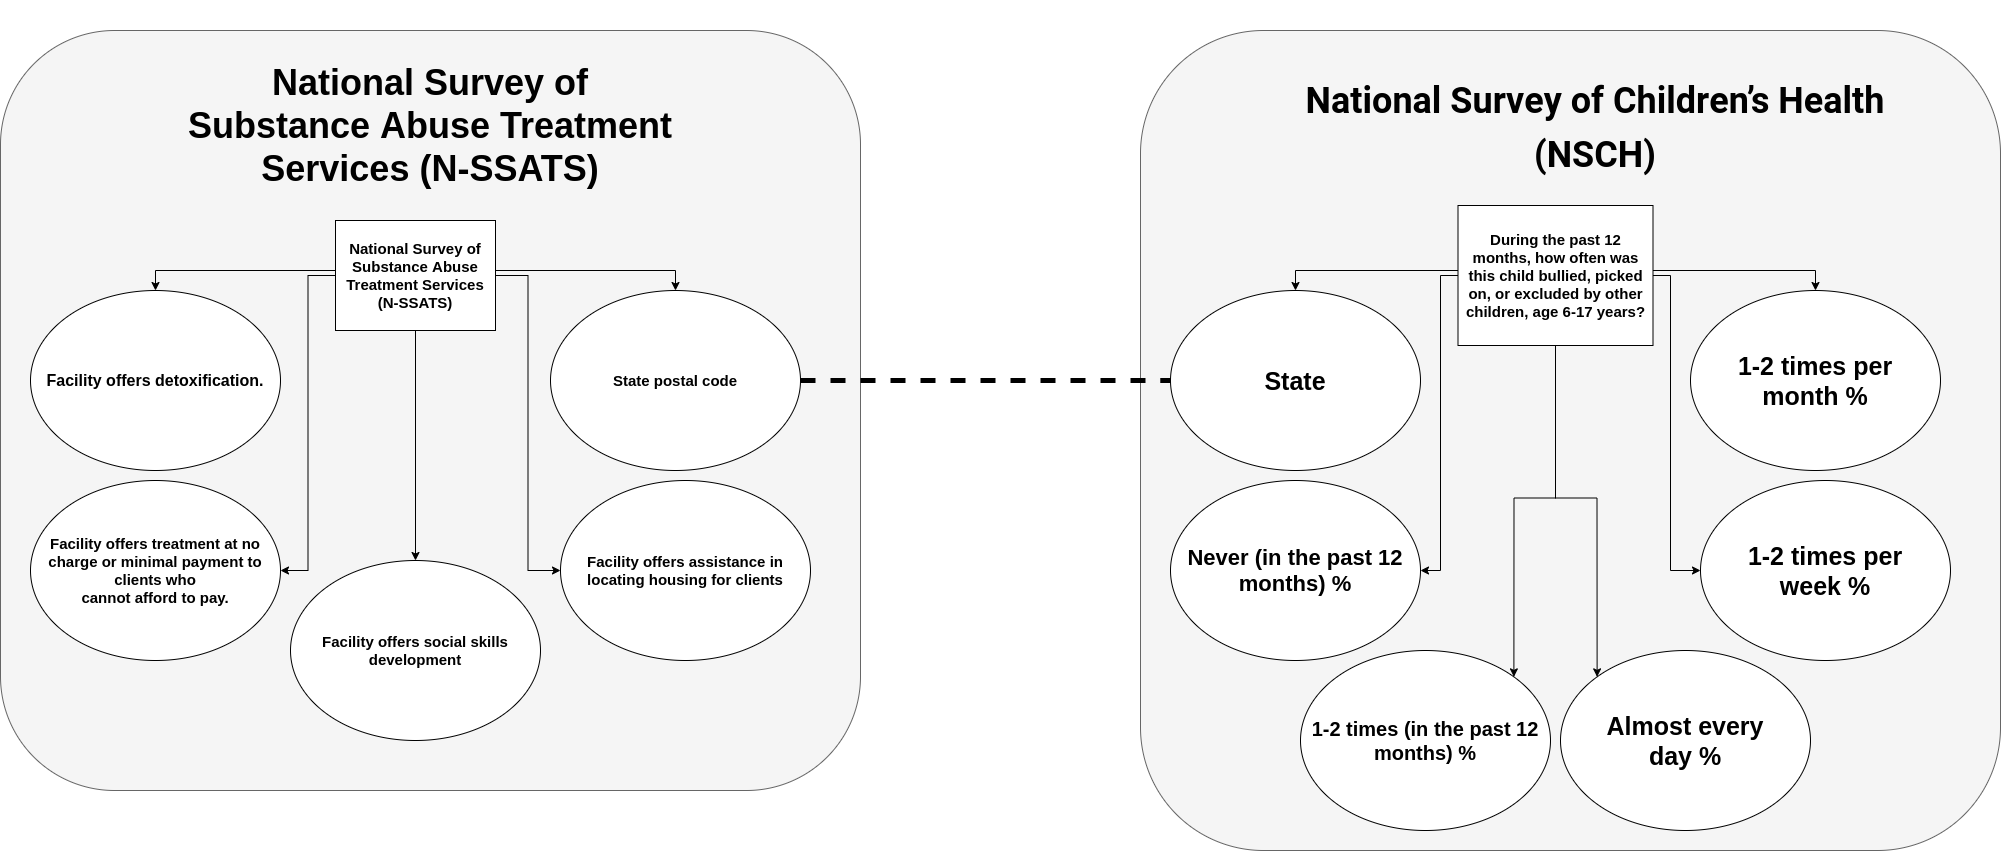 National Survey of
Substance Abuse Treatment
Services (N-SSATS)
National Survey of
Substance Abuse
Treatment Services
(N-SSATS)
Facility offers detoxification.
State postal code
Facility offers treatment at no
charge or minimal payment to
clients who
cannot afford to pay.
Facility offers assistance in
locating housing for clients
Facility offers social skills
development
National Survey of Children’s Health
(NSCH)
During the past 12
months, how often was
this child bullied, picked
on, or excluded by other
children, age 6-17 years?
State
1-2 times per
month %
Never (in the past 12
months) %
1-2 times per
week %
1-2 times (in the past 12
months) %
Almost every
day %